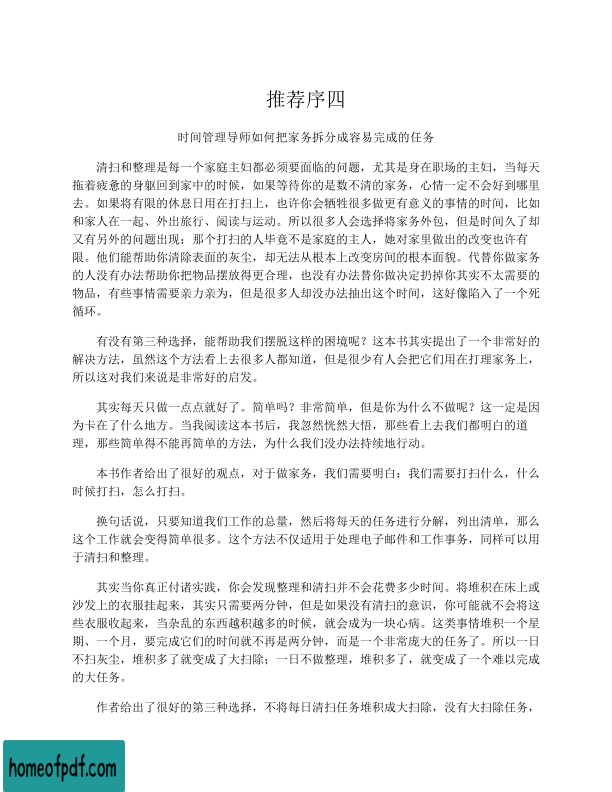 推荐序四
时间管理导师如何把家务拆分成容易完成的任务
清扫和整理是每一个家庭主妇都必须要面临的问题，尤其是身在职场的主妇，当每天
拖着疲惫的身躯回到家中的时候，如果等待你的是数不清的家务，心情一定不会好到哪里
去。如果将有限的休息日用在打扫上，也许你会牺牲很多做更有意义的事情的时间，比如
和家人在一起、外出旅行、阅读与运动。所以很多人会选择将家务外包，但是时间久了却
又有另外的问题出现：那个打扫的人毕竟不是家庭的主人，她对家里做出的改变也许有
限。他们能帮助你清除表面的灰尘，却无法从根本上改变房间的根本面貌。代替你做家务
的人没有办法帮助你把物品摆放得更合理，也没有办法替你做决定扔掉你其实不太需要的
物品，有些事情需要亲力亲为，但是很多人却没办法抽出这个时间，这好像陷入了一个死
循环。
有没有第三种选择，能帮助我们摆脱这样的困境呢？这本书其实提出了一个非常好的
解决方法，虽然这个方法看上去很多人都知道，但是很少有人会把它们用在打理家务上，
所以这对我们来说是非常好的启发。
其实每天只做一点点就好了。简单吗？非常简单，但是你为什么不做呢？这一定是因
为卡在了什么地方。当我阅读这本书后，我忽然恍然大悟，那些看上去我们都明白的道
理，那些简单得不能再简单的方法，为什么我们没办法持续地行动。
本书作者给出了很好的观点，对于做家务，我们需要明白：我们需要打扫什么，什么
时候打扫，怎么打扫。
换句话说，只要知道我们工作的总量，然后将每天的任务进行分解，列出清单，那么
这个工作就会变得简单很多。这个方法不仅适用于处理电子邮件和工作事务，同样可以用
于清扫和整理。
其实当你真正付诸实践，你会发现整理和清扫并不会花费多少时间。将堆积在床上或
沙发上的衣服挂起来，其实只需要两分钟，但是如果没有清扫的意识，你可能就不会将这
些衣服收起来，当杂乱的东西越积越多的时候，就会成为一块心病。这类事情堆积一个星
期、一个月，要完成它们的时间就不再是两分钟，而是一个非常庞大的任务了。所以一日
不扫灰尘，堆积多了就变成了大扫除；一日不做整理，堆积多了，就变成了一个难以完成
的大任务。
作者给出了很好的第三种选择，不将每日清扫任务堆积成大扫除，没有大扫除任务，
homeofpdf.com